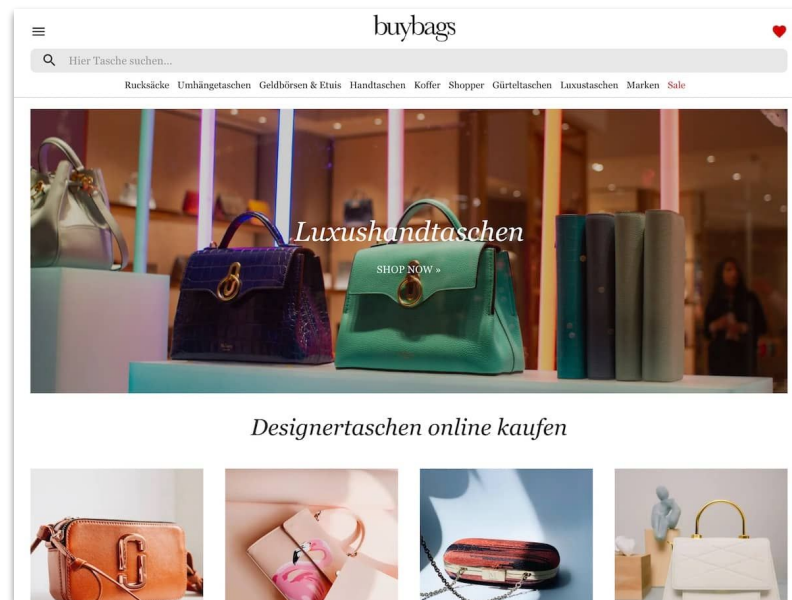 buybags
Hier Tasche suchen...
Rucksäcke Umhängetaschen Geldbörsen & Etuis Handtaschen Koffer Shopper Gürteltaschen Luxustaschen Marken Sale
Luxushandtaschen
SHOP NOW »
Designertaschen online kaufen